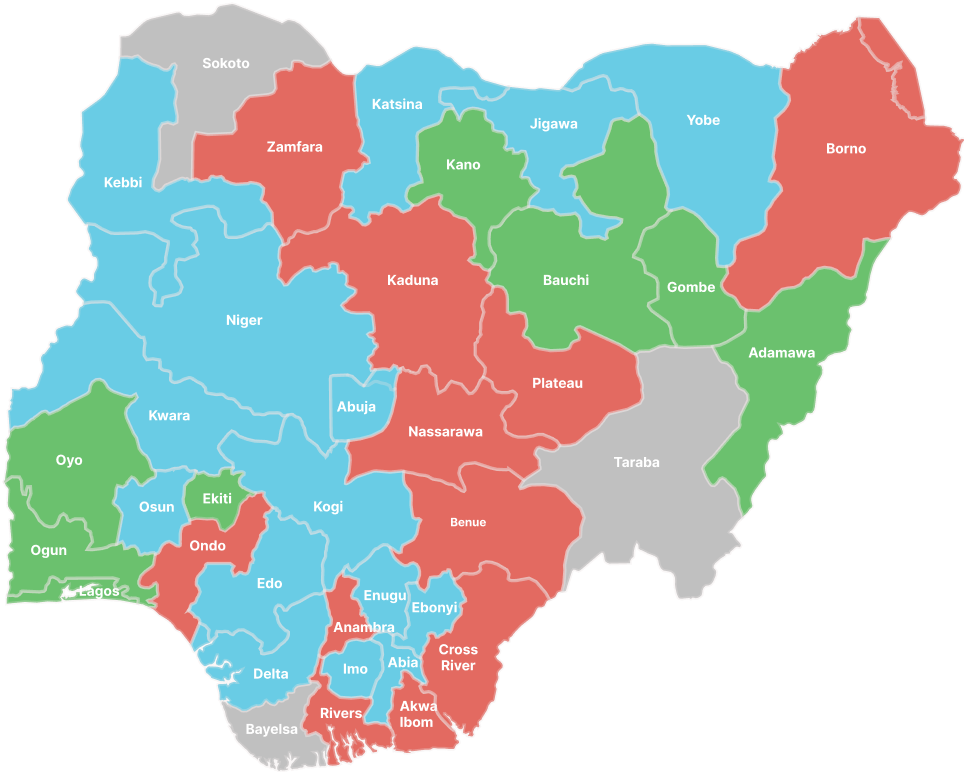 Sokoto
Katsina
Jigawa
Yobe
Zamfara
Borno
Kano
Kebbi
Kaduna
Bauchi
Gombe
Niger
Adamawa
Plateau
Abuja
Kwara
Nassarawa
Oyo
Taraba
Ekiti
Osun
Kogi
Benue
Ondo
Ogun
Edo
Lagos
Enugu
Ebonyi
Anambra
Cross
River
Abia
Imo
Delta
Akwa
Ibom
Rivers
Bayelsa